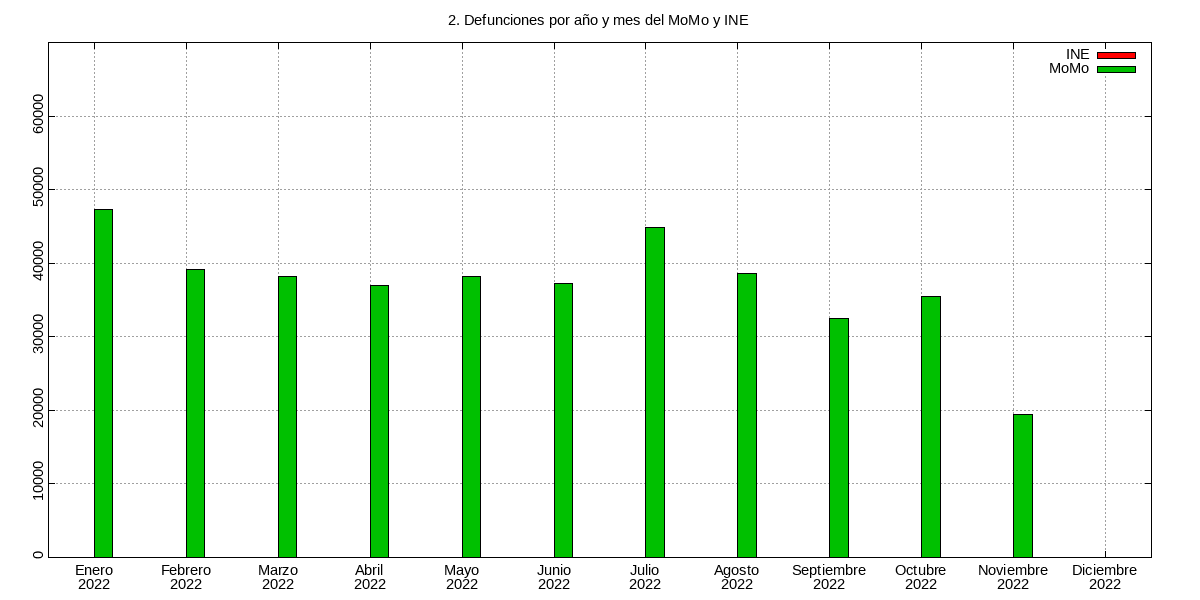 2. Defunciones por año y mes del MoMo y INE
INE
MoMo
60000
50000
40000
30000
20000
10000
0
Enero Febrero Marzo Abril Mayo Junio Julio Agosto Septiembre Octubre Noviembre Diciembre
2022 2022 2022 2022 2022 2022 2022 2022 2022 2022 2022 2022